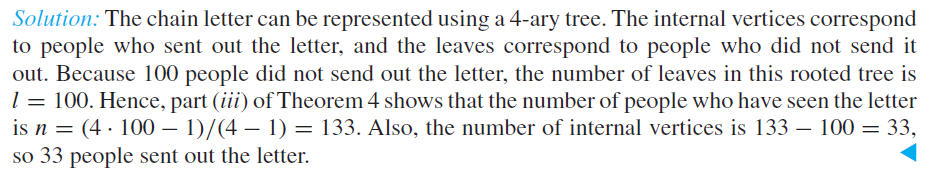 Solution: The chain letter can be represented using a 4-ary tree. The internal vertices correspond
to people who sent out the letter, and the leaves correspond to people who did not send it
out. Because 100 people did not send out the letter, the number of leaves in this rooted tree is
l = 100. Hence, part (iii) of Theorem 4 shows that the number of people who have seen the letter
is n = (4 · 100 − 1)/(4 − 1) = 133. Also, the number of internal vertices is 133 − 100 = 33,
so 33 people sent out the letter.